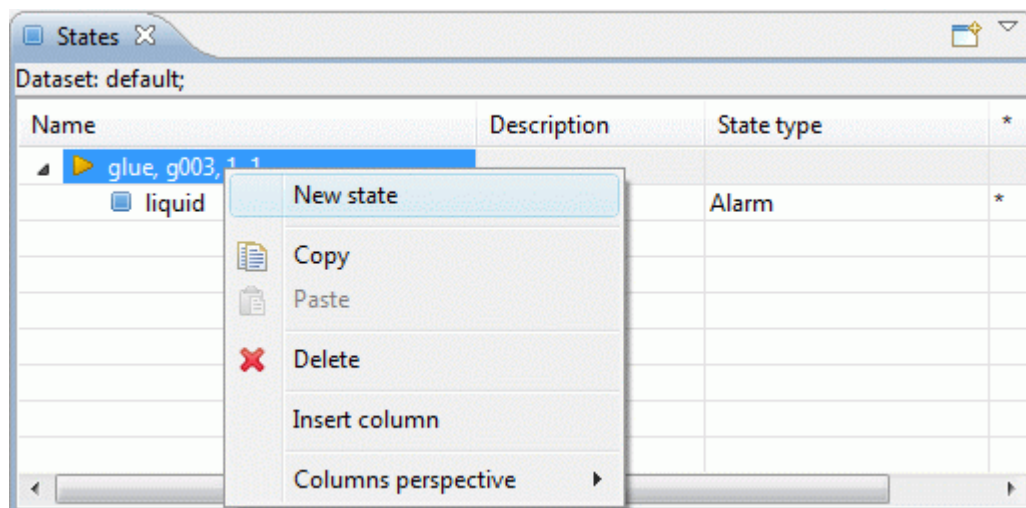 States
Dataset: default;
Name Description State type *
glue, g003, 1, 1
liquid Alarm *
New state
Copy
Paste
Delete
Insert column
Columns perspective